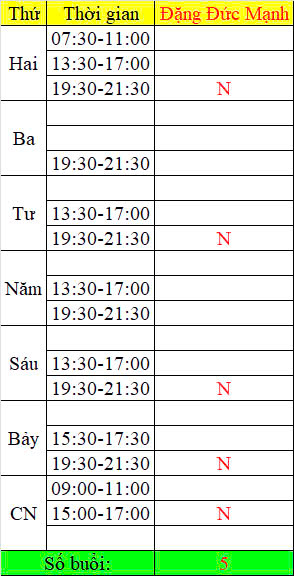 Thứ Thời gian Đặng Đức Mạnh
07:30-11:00
Hai 13:30-17:00
19:30-21:30 N
Ba
19:30-21:30
Tư 13:30-17:00
19:30-21:30 N
Năm 13:30-17:00
19:30-21:30
Sáu 13:30-17:00
19:30-21:30 N
Bảy 15:30-17:30
19:30-21:30 N
09:00-11:00
CN 15:00-17:00 N
Số buổi: 5